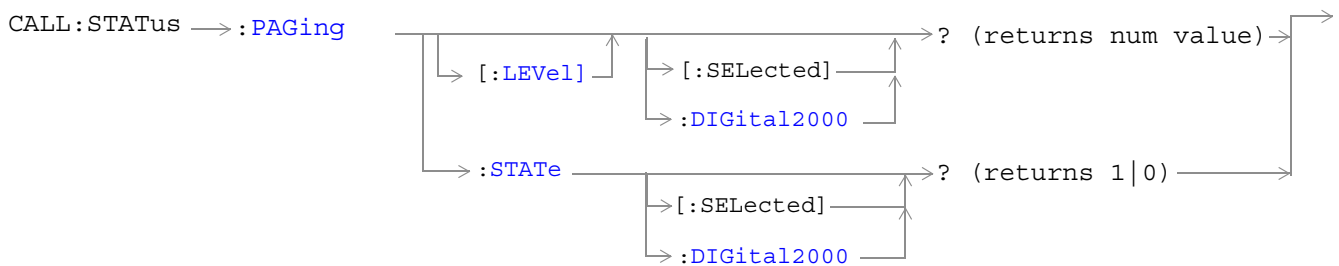 CALL:STATus :PAGing ? (returns num value)
[:LEVel] [:SELected]
:DIGital2000
:STATe ? (returns 1|0)
[:SELected]
:DIGital2000